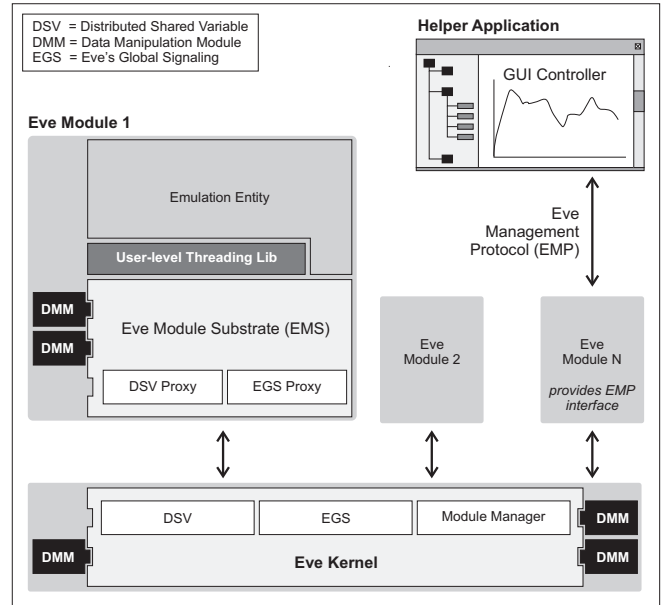 DSV = Distributed Shared Variable
DMM = Data Manipulation Module
EGS = Eve's Global Signaling
Helper Application
GUI Controller
Eve Module 1
Emulation Entity
User-level Threading Lib
Eve
Management
Protocol (EMP)
DMM
DMM
Eve Module Substrate (EMS)
DSV Proxy
EGS Proxy
Eve
Module 2
Eve
Module N
provides EMP
interface
DSV
EGS
Module Manager
DMM
DMM
Eve Kernel
DMM